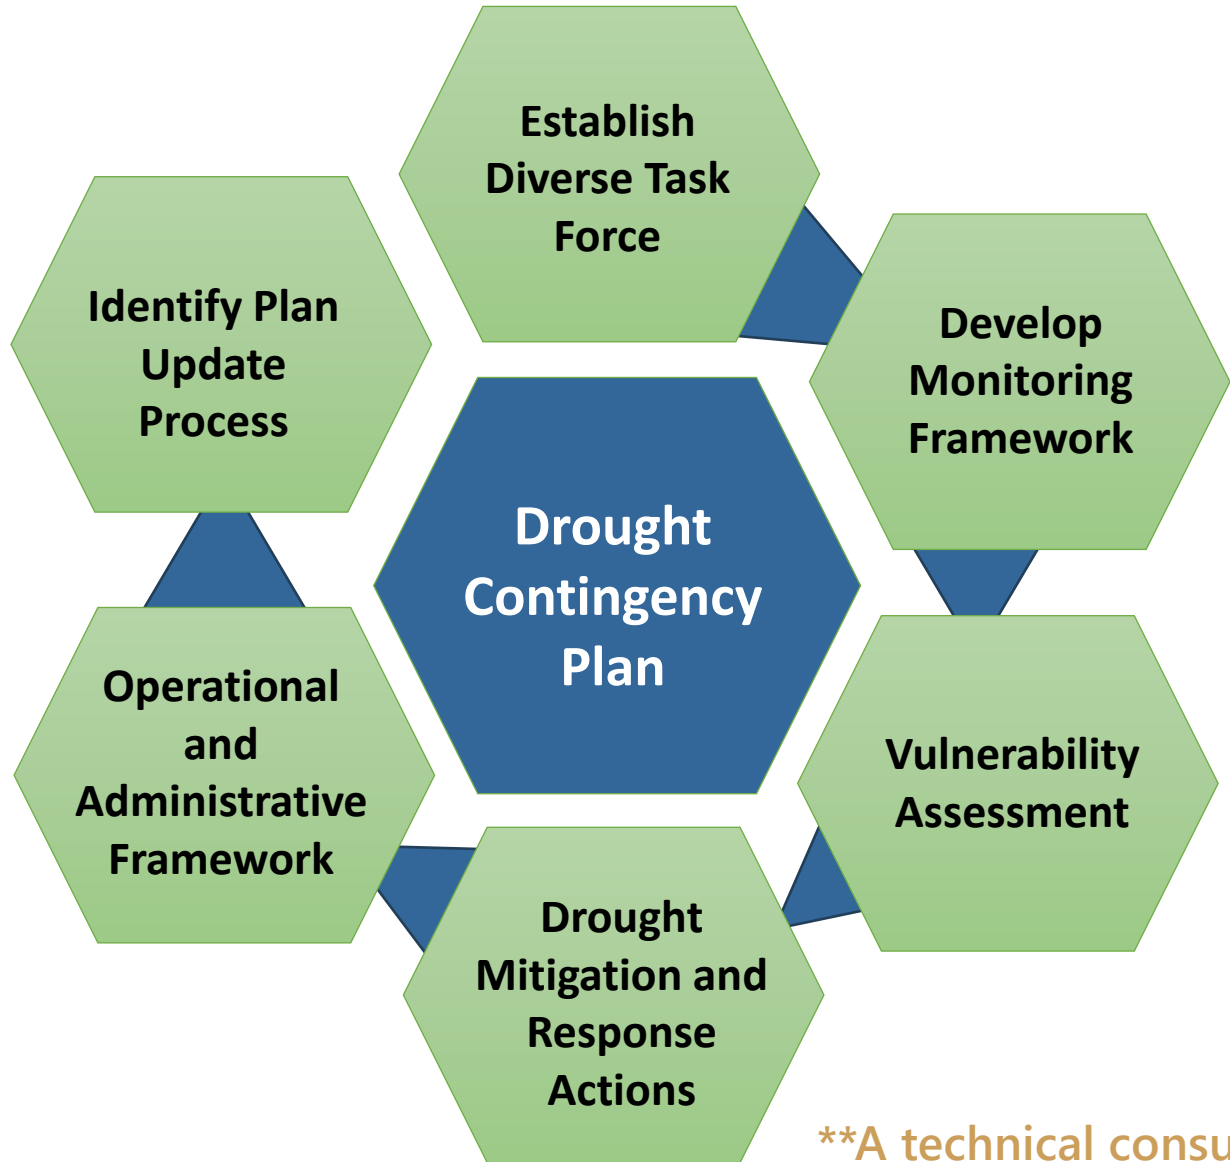 Establish
Diverse Task
Force
Develop
Monitoring
Framework
Vulnerability
Assessment
Drought
Mitigation and
Response
Actions
Operational
and
Administrative
Framework
Identify Plan
Update
Process
Drought
Contingency
Plan
**A technical